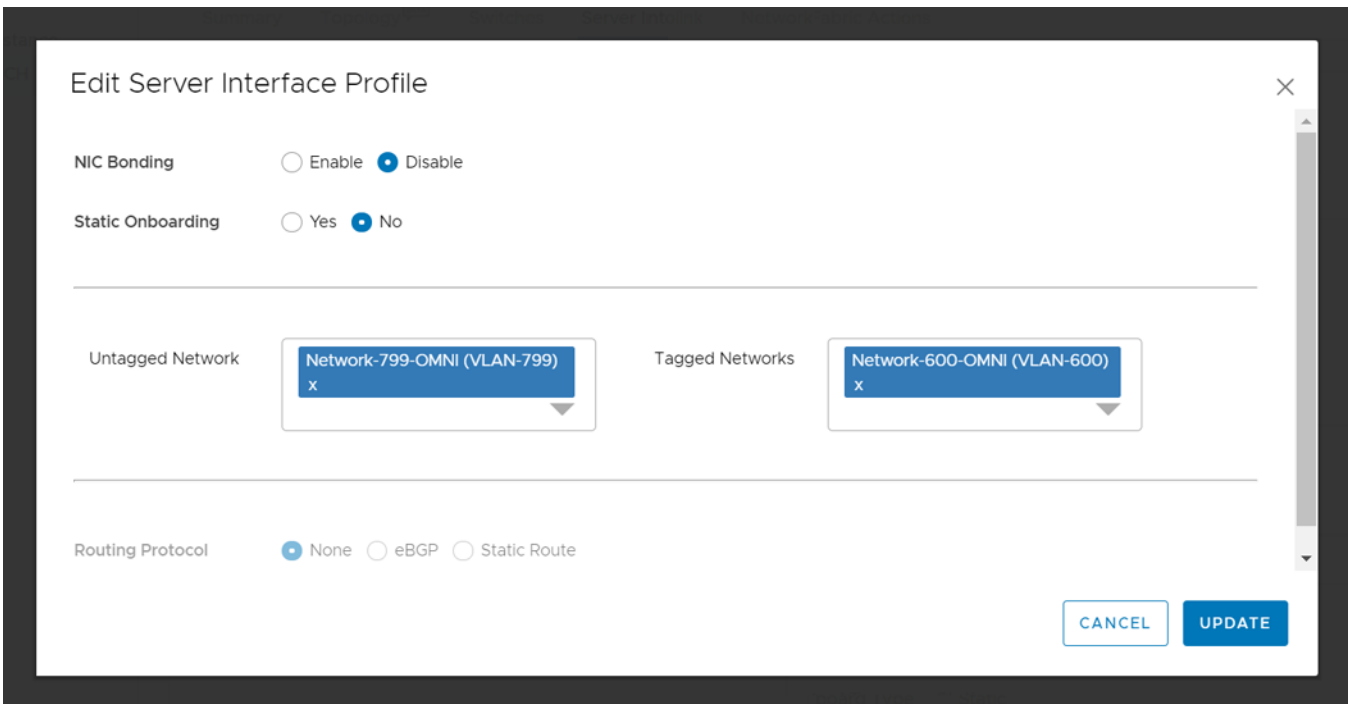 Edit Server Interface Profile
NIC Bonding Enable Disable
Static Onboarding Yes No
Untagged Network Network-799-OMNI (VLAN-799) x Tagged Networks Network-600-OMNI (VLAN-600) x
Routing Protocol None eBGP Static Route
CANCEL UPDATE